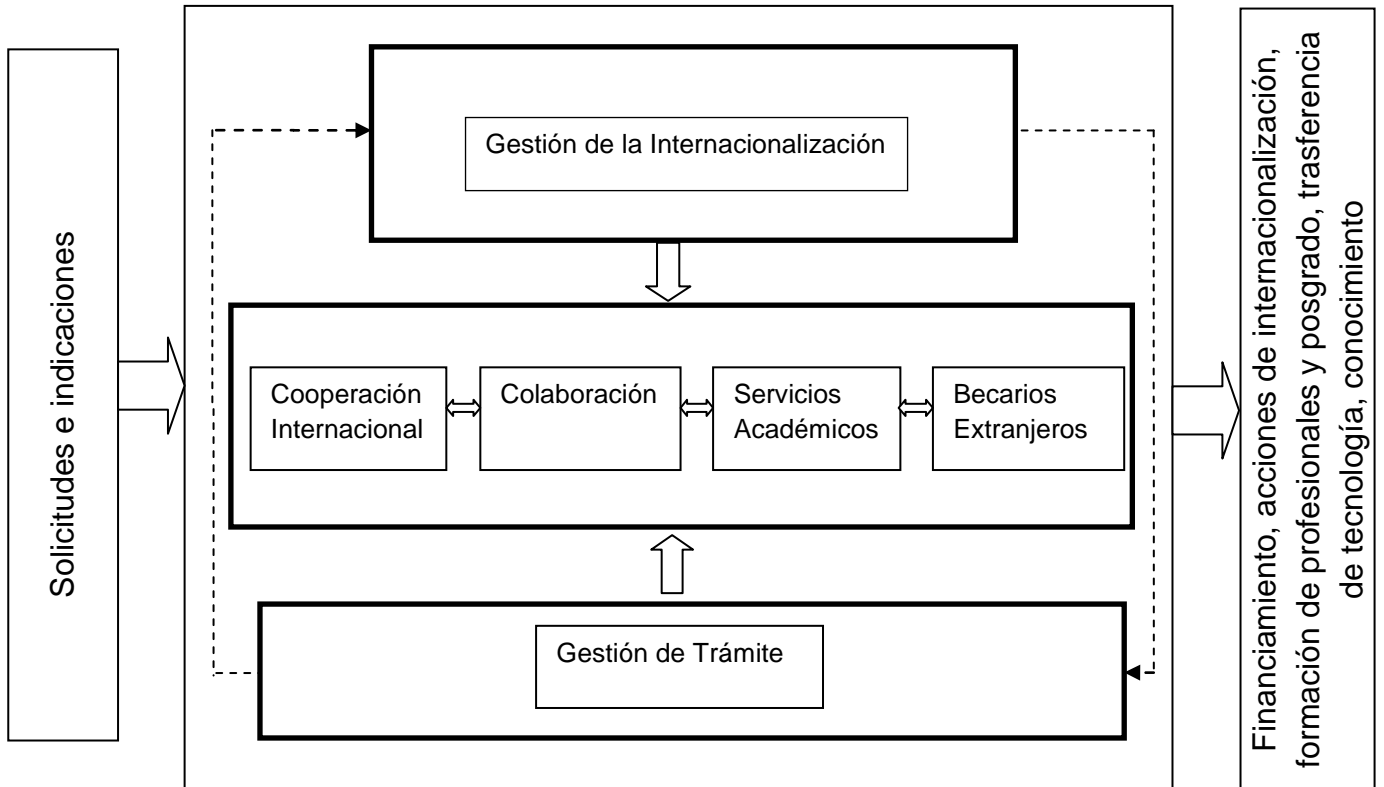 Solicitudes e indicaciones
Gestión de la Internacionalización
Cooperación
Internacional
Colaboración
Servicios
Académicos
Becarios
Extranjeros
Gestión de Trámite
Financiamiento, acciones de internacionalización,
formación de profesionales y posgrado, trasferencia
de tecnología, conocimiento